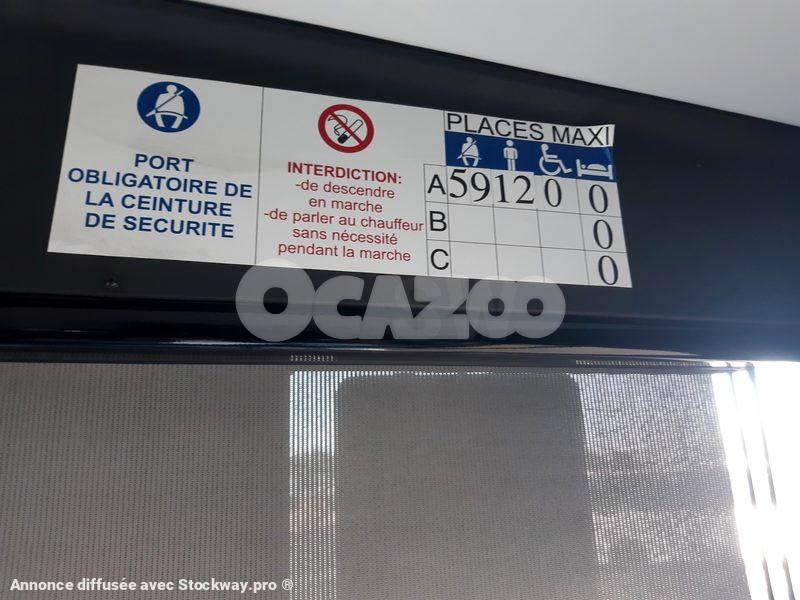 PORT
OBLIGATOIRE DE
LA CEINTURE
DE SECURITE
INTERDICTION:
-de descendre
en marche
-de parler au chauffeur
sans nécessité
pendant la marche
PLACES MAXI
A 59 12 0 0
B 0
C 0
OCAZOO
Annonce diffusée avec Stockway.pro ®